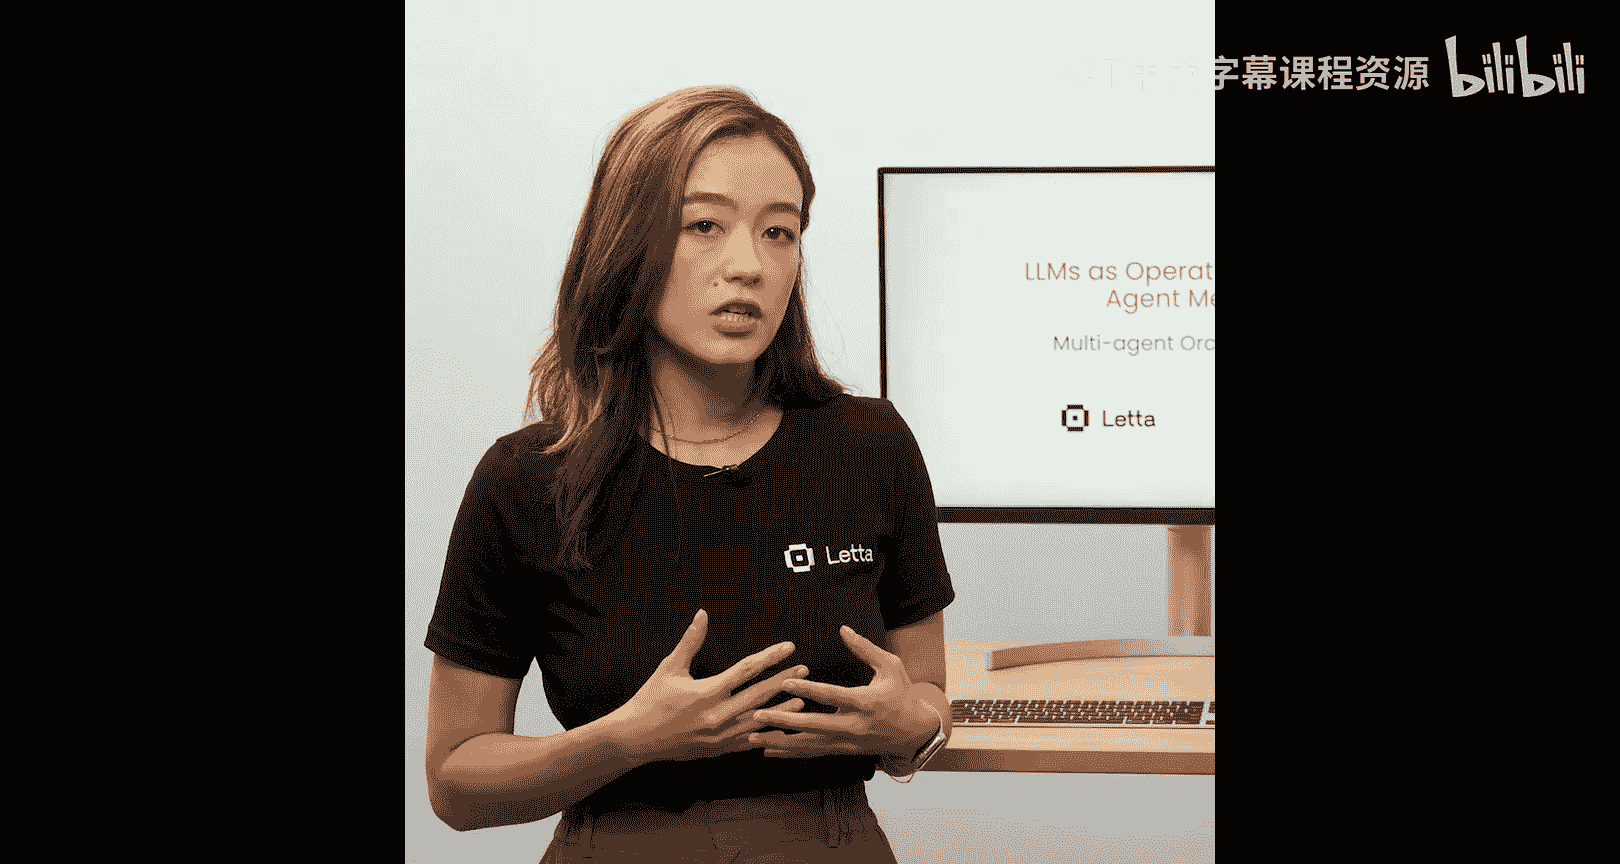 字幕课程资源 bilibili
LLMs as Operat
Agent Me
Multi-agent Orc
Letta
Letta